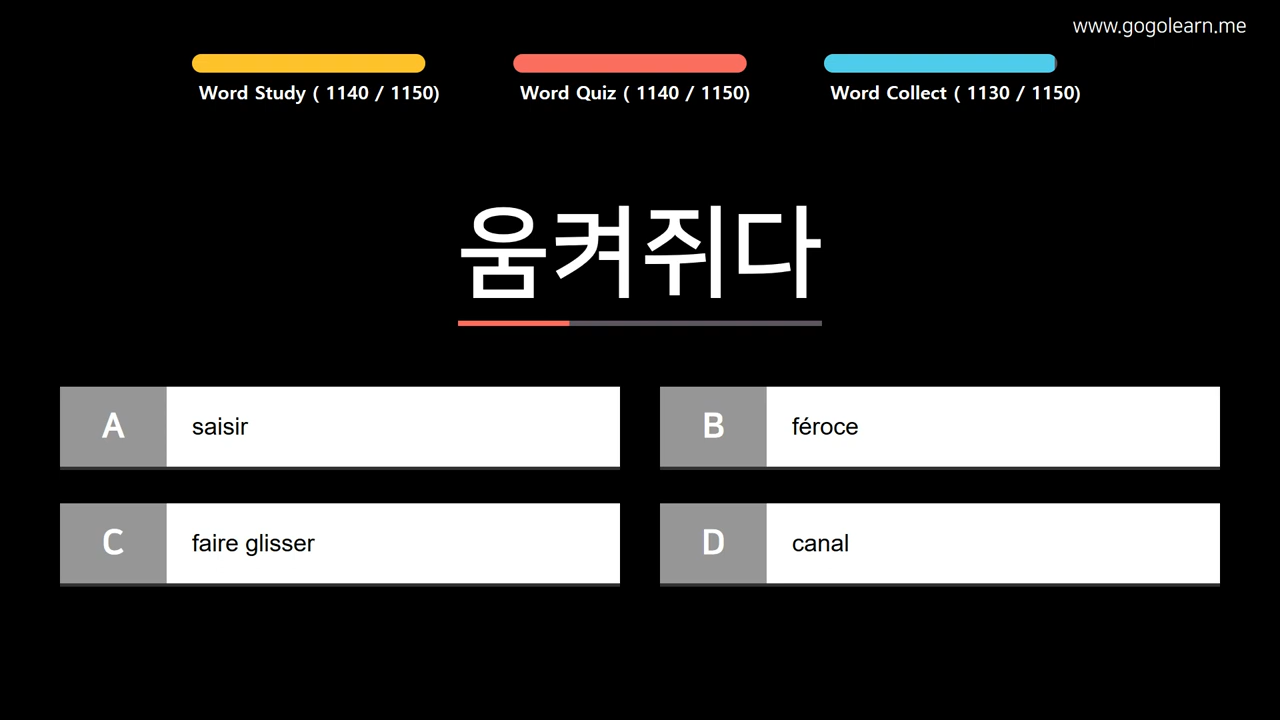 www.gogolearn.me
Word Study ( 1140 / 1150)
Word Quiz ( 1140 / 1150)
Word Collect ( 1130 / 1150)
움켜쥐다
A saisir
B féroce
C faire glisser
D canal